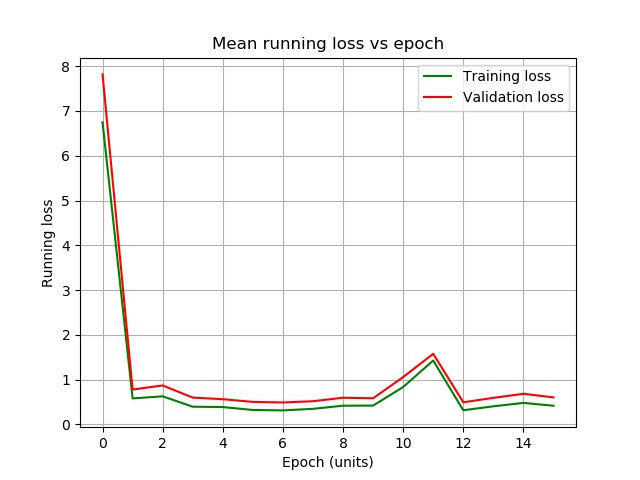 Mean running loss vs epoch
Training loss
Validation loss
8
7
6
5
4
3
2
1
0
Running loss
0 2 4 6 8 10 12 14
Epoch (units)